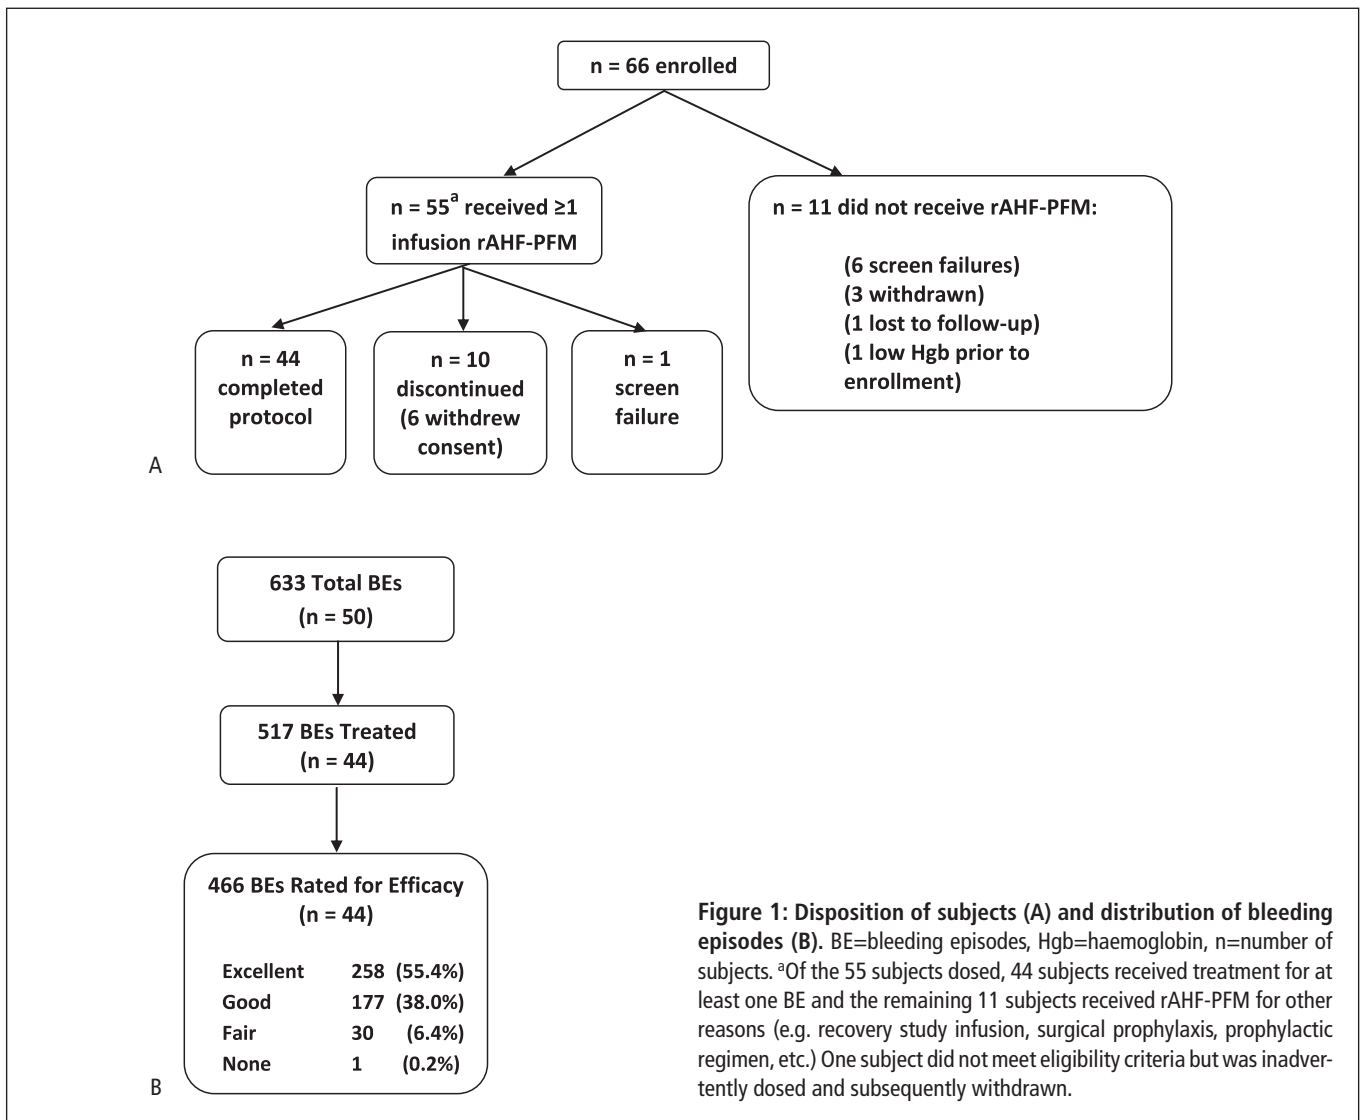 n = 66 enrolled
n = 55a received ≥1
infusion rAHF-PFM
n = 11 did not receive rAHF-PFM:
(6 screen failures)
(3 withdrawn)
(1 lost to follow-up)
(1 low Hgb prior to
enrollment)
n = 44
completed
protocol
n = 10
discontinued
(6 withdrew
consent)
n = 1
screen
failure
A
633 Total BEs
(n = 50)
517 BEs Treated
(n = 44)
466 BEs Rated for Efficacy
(n = 44)
Excellent 258 (55.4%)
Good 177 (38.0%)
Fair 30 (6.4%)
None 1 (0.2%)
B
Figure 1: Disposition of subjects (A) and distribution of bleeding
episodes (B). BE=bleeding episodes, Hgb=haemoglobin, n=number of
subjects. aOf the 55 subjects dosed, 44 subjects received treatment for at
least one BE and the remaining 11 subjects received rAHF-PFM for other
reasons (e.g. recovery study infusion, surgical prophylaxis, prophylactic
regimen, etc.) One subject did not meet eligibility criteria but was inadver-
tently dosed and subsequently withdrawn.